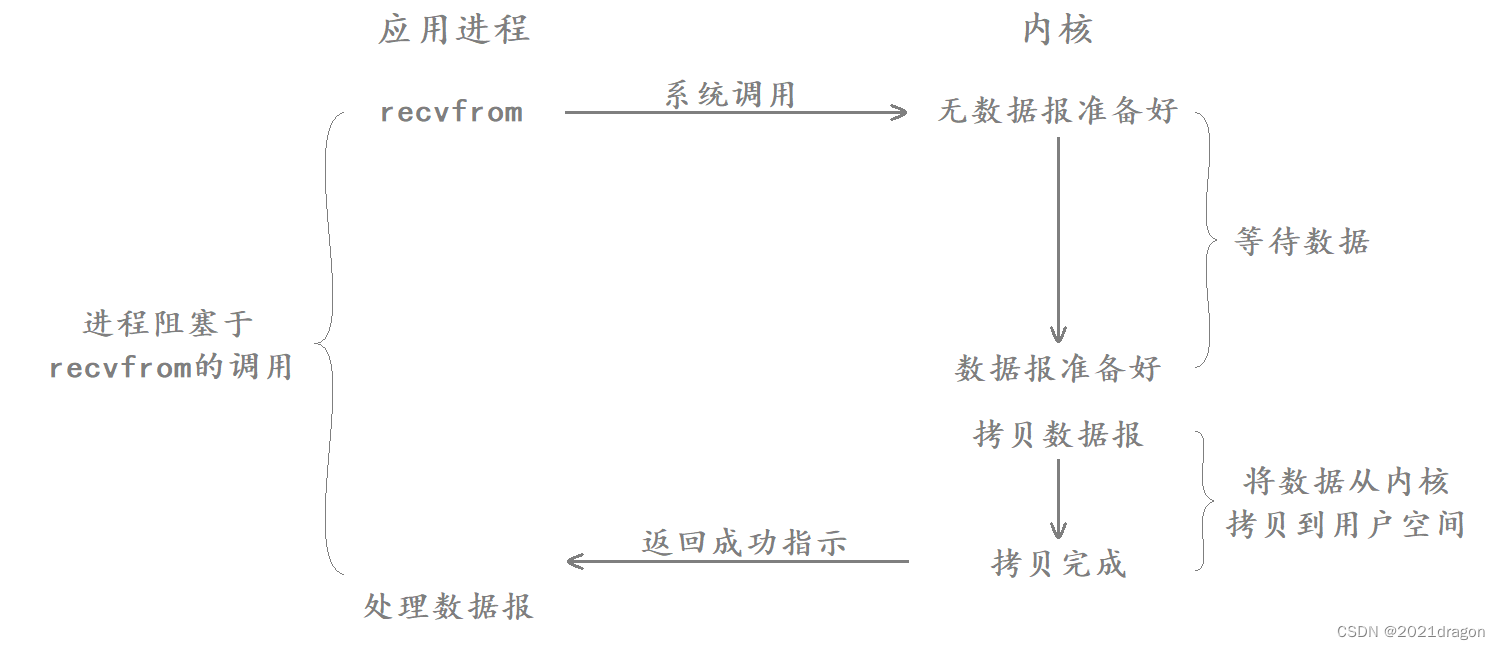 应用进程
内核
recvfrom
系统调用
无数据报准备好
等待数据
进程阻塞于
recvfrom的调用
数据报准备好
拷贝数据报
将数据从内核
拷贝到用户空间
返回成功指示
拷贝完成
处理数据报
CSDN @2021dragon